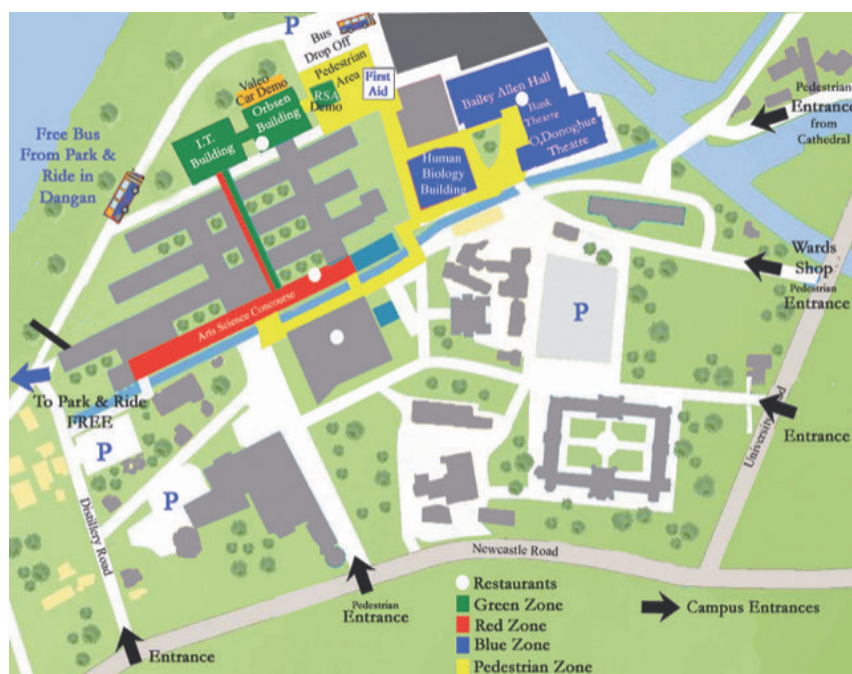 P
Bus
Drop Off
Pedestrian
Area
First
Aid
Valeo
Car Demo
RSA
Demo
Orbsen
Building
I.T.
Building
Bailey Allen Hall
Bank
Theatre
O,Donoghue
Theatre
Human
Biology
Building
Pedestrian
Entrance
from
Cathedral
Free Bus
From Park &
Ride in
Dangan
Wards
Shop
Pedestrian
Entrance
P
Arts Science Concourse
To Park & Ride
FREE
P
P
Entrance
University Road
Distillery Road
Newcastle Road
Pedestrian
Entrance
Entrance
Restaurants
Green Zone
Red Zone
Blue Zone
Pedestrian Zone
Campus Entrances